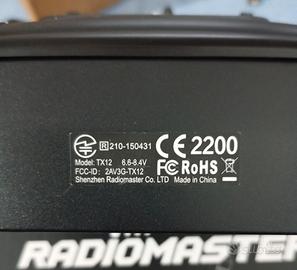 R 210-150431
CE 2200
Model: TX12 6.6-8.4V
FCC-ID: 2AV3G-TX12
FC RoHS
Shenzhen Radiomaster Co. LTD Made in China
RADIOMASTER